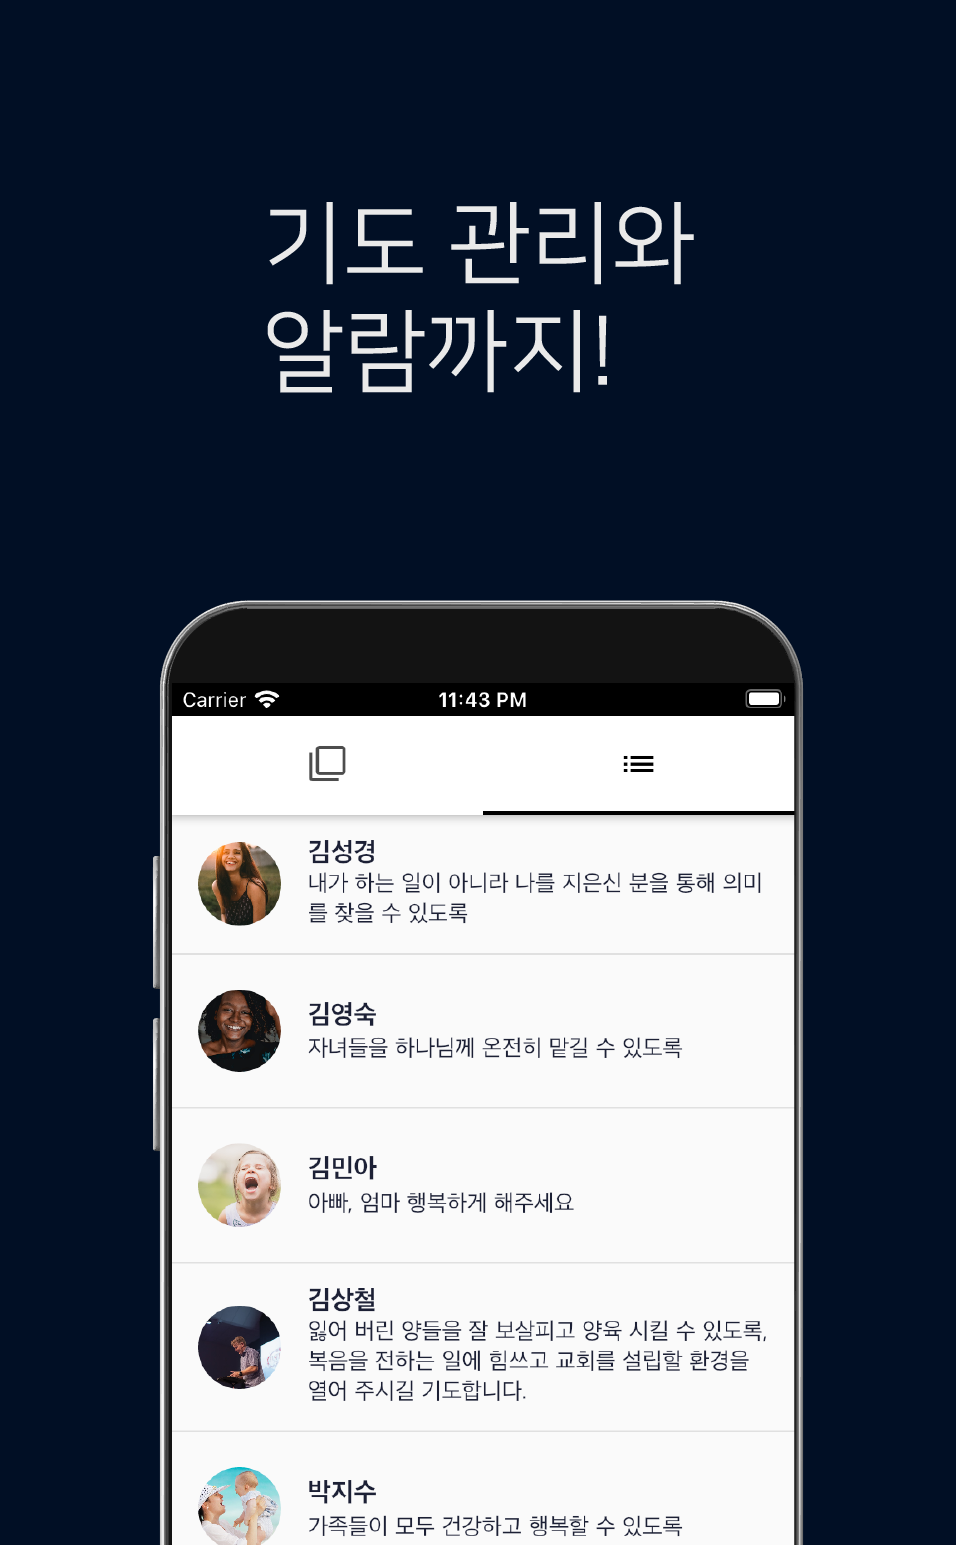 기도 관리와
알람까지!
Carrier 11:43 PM
김성경
내가 하는 일이 아니라 나를 지은신 분을 통해 의미
를 찾을 수 있도록
김영숙
자녀들을 하나님께 온전히 맡길 수 있도록
김민아
아빠, 엄마 행복하게 해주세요
김상철
잃어 버린 양들을 잘 보살피고 양육 시킬 수 있도록,
복음을 전하는 일에 힘쓰고 교회를 설립할 환경을
열어 주시길 기도합니다.
박지수
가족들이 모두 건강하고 행복할 수 있도록